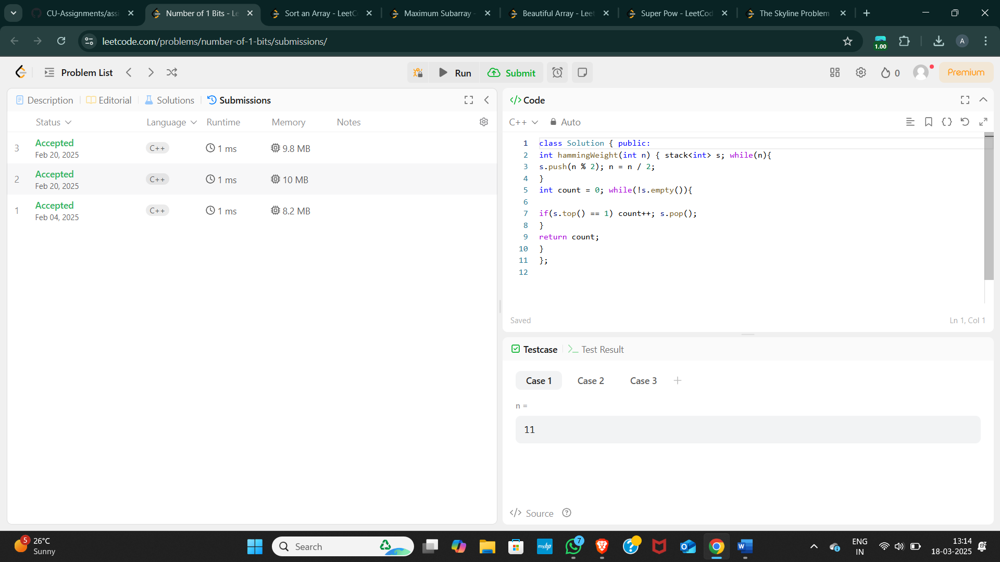 CU-Assignments/assi
Number of 1 Bits - Le
Sort an Array - LeetC
Maximum Subarray -
Beautiful Array - Leet
Super Pow - LeetCod
The Skyline Problem
leetcode.com/problems/number-of-1-bits/submissions/
1.00
A
Problem List
Run
Submit
0
Premium
Description
Editorial
Solutions
Submissions
Status
Language
Runtime
Memory
Notes
3
Accepted
Feb 20, 2025
C++
1 ms
9.8 MB
2
Accepted
Feb 20, 2025
C++
1 ms
10 MB
1
Accepted
Feb 04, 2025
C++
1 ms
8.2 MB
</> Code
C++
Auto
1 class Solution { public:
2 int hammingWeight(int n) { stack<int> s; while(n){
3 s.push(n % 2); n = n / 2;
4 }
5 int count = 0; while(!s.empty()){
6
7 if(s.top() == 1) count++; s.pop();
8 }
9 return count;
10 }
11 };
12
Saved
Ln 1, Col 1
Testcase
Test Result
Case 1
Case 2
Case 3
n =
11
</> Source
5
26°C
Sunny
Search
myhp
7
ENG
IN
13:14
18-03-2025